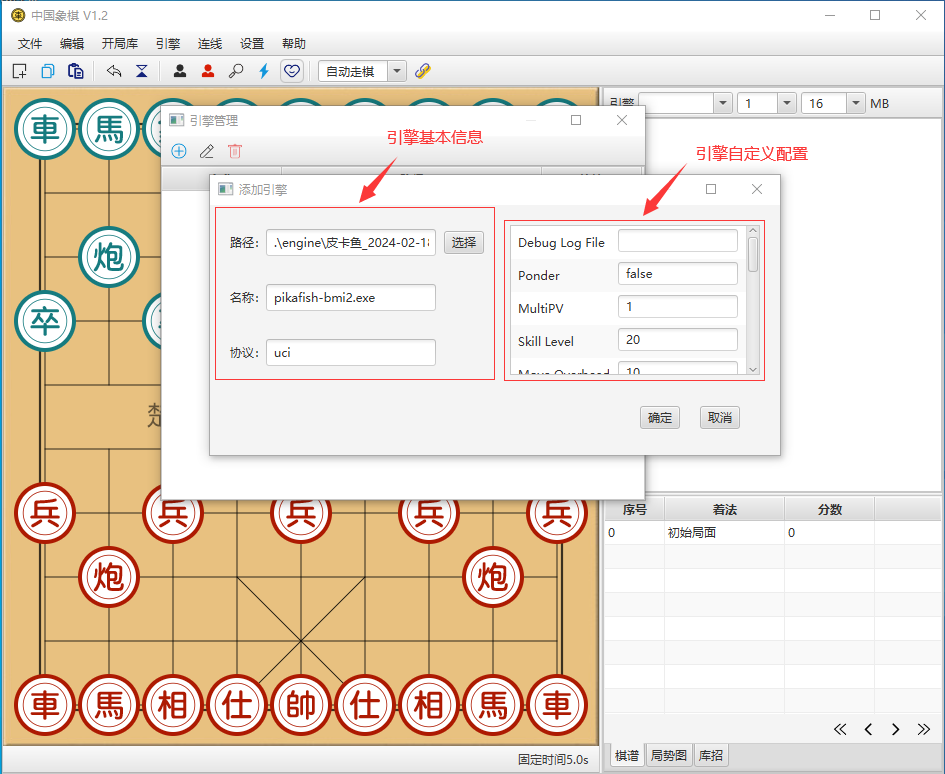 中国象棋 V1.2
文件 编辑 开局库 引擎 连线 设置 帮助
自动走棋
引擎 1 16 MB
引擎管理
引擎基本信息
引擎自定义配置
添加引擎
路径: .\engine\皮卡鱼_2024-02-18 选择
名称: pikafish-bmi2.exe
协议: uci
Debug Log File
Ponder false
MultiPV 1
Skill Level 20
Move Overhead 10
确定 取消
車 馬
炮
卒
楚
兵 兵 兵 兵 兵
炮 炮
車 馬 相 仕 帥 仕 相 馬 車
序号 着法 分数
0 初始局面 0
棋谱 局势图 库招
固定时间5.0s